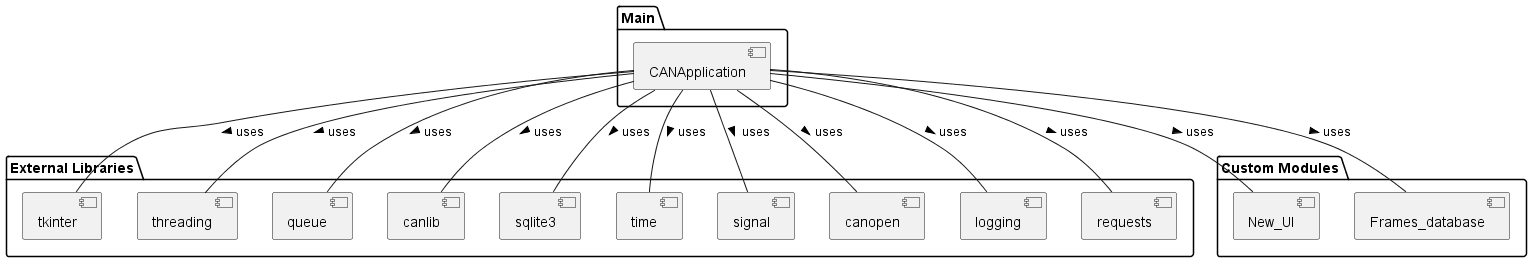 Main
CANApplication
uses uses uses uses uses uses uses uses uses uses uses uses
External Libraries
Custom Modules
tkinter threading queue canlib sqlite3 time signal canopen logging requests New_UI Frames_database